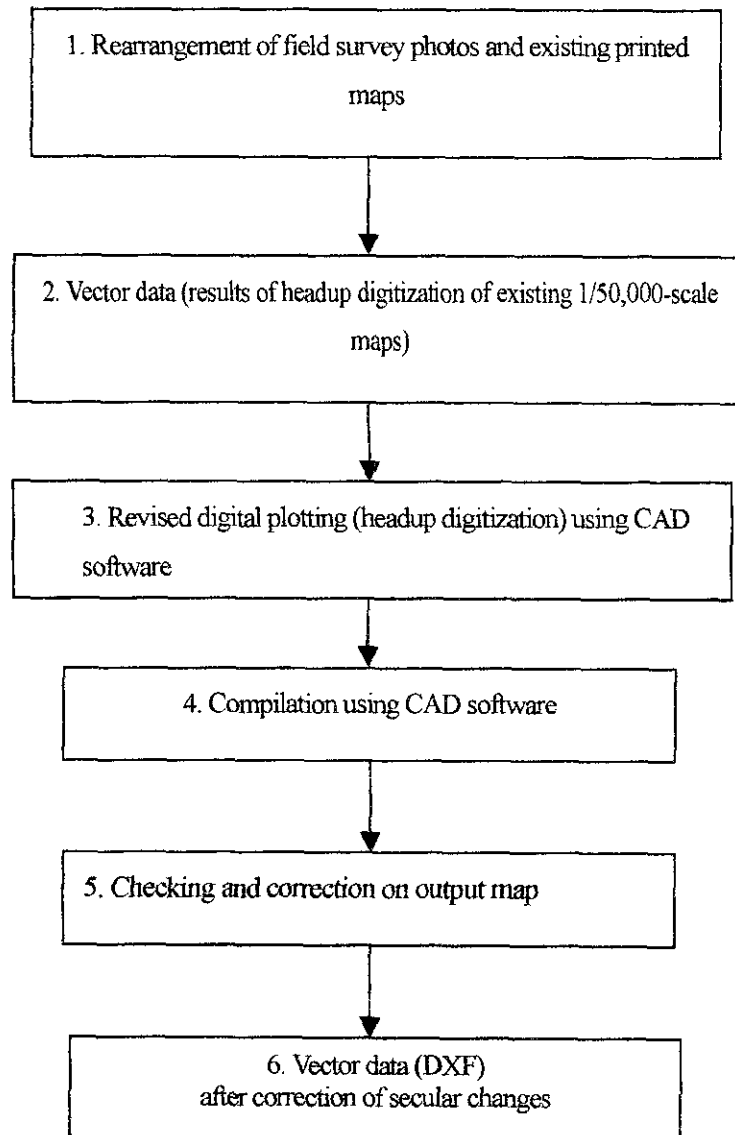 1. Rearrangement of field survey photos and existing printed
maps
2. Vector data (results of headup digitization of existing 1/50,000-scale
maps)
3. Revised digital plotting (headup digitization) using CAD
software
4. Compilation using CAD software
5. Checking and correction on output map
6. Vector data (DXF)
after correction of secular changes